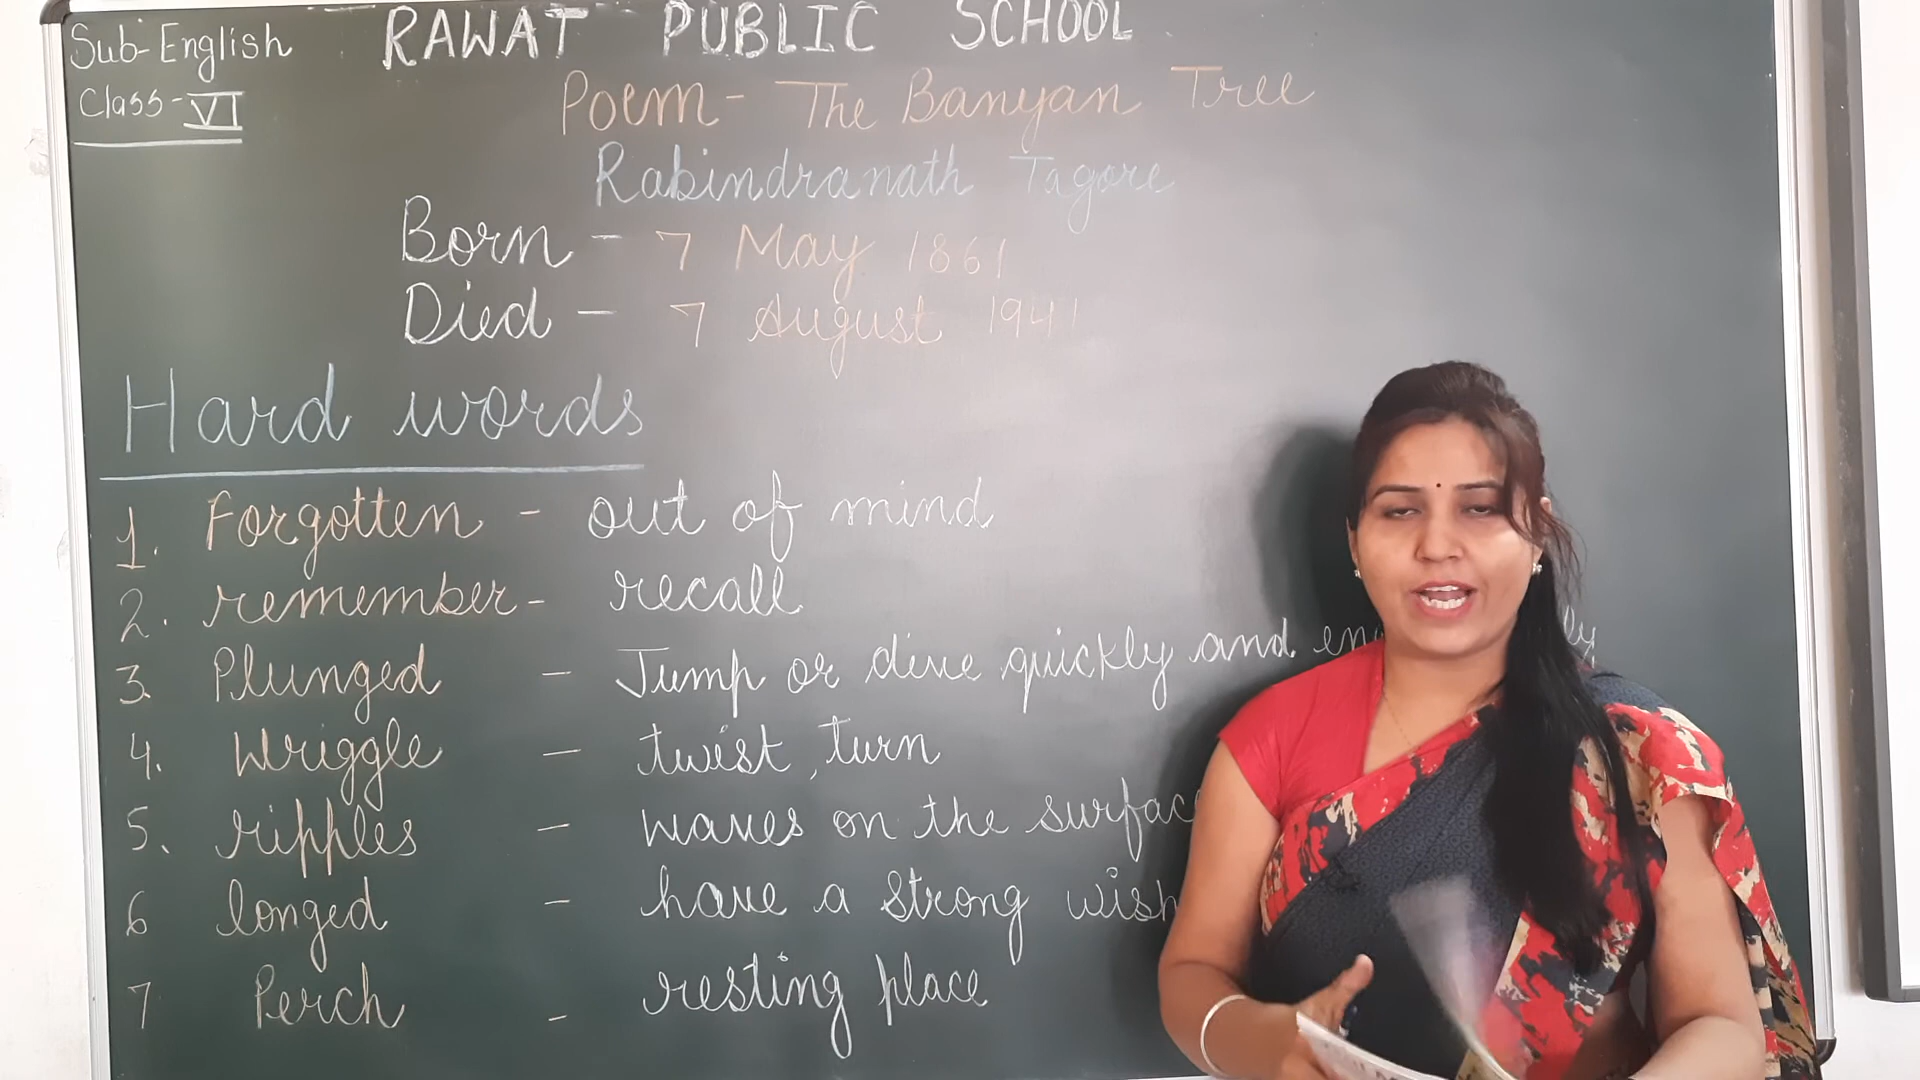 Sub-English
RAWAT PUBLIC SCHOOL
Class-VI
Poem- The Banyan Tree
Rabindranath Tagore
Born - 7 May 1861
Died - 7 August 1941
Hard words
1. Forgotten - out of mind
2. remember- recall
3. Plunged - Jump or dive quickly and
4. Wriggle - twist, turn
5. ripples - waves on the
6 longed - have a strong wish
7 Perch - resting place